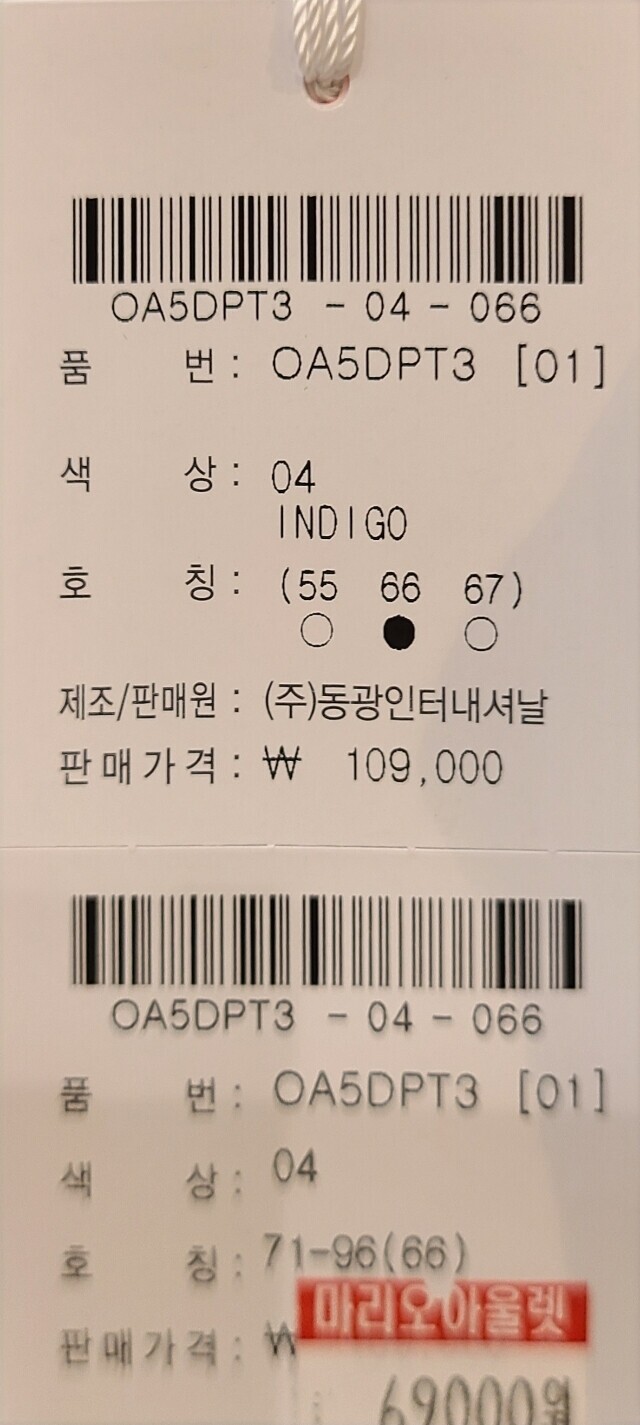 OA5DPT3 - 04 - 066
품 번 : OA5DPT3 [01]
색 상 : 04
INDIGO
호 칭 : (55 66 67)
제조/판매원 : (주)동광인터내셔날
판매가격 : ₩ 109,000
OA5DPT3 - 04 - 066
품 번 : OA5DPT3 [01]
색 상 : 04
호 칭 : 71-96(66)
마리오아울렛
판매가격 : ₩
69000원